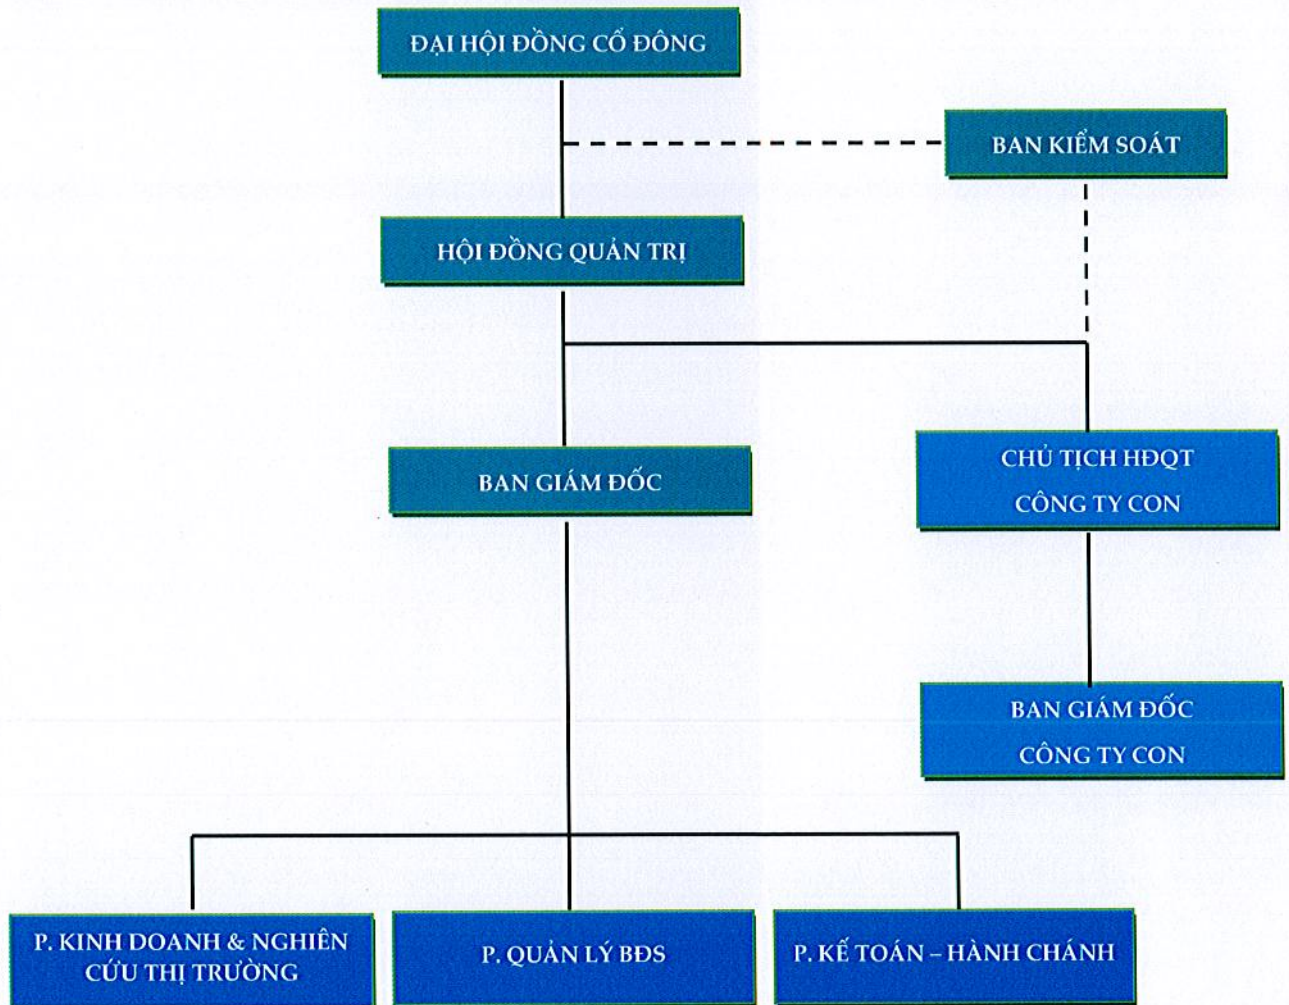 ĐẠI HỘI ĐỒNG CỔ ĐÔNG
BAN KIỂM SOÁT
HỘI ĐỒNG QUẢN TRỊ
BAN GIÁM ĐỐC
CHỦ TỊCH HĐQT
CÔNG TY CON
BAN GIÁM ĐỐC
CÔNG TY CON
P. KINH DOANH & NGHIÊN
CỨU THỊ TRƯỜNG
P. QUẢN LÝ BĐS
P. KẾ TOÁN – HÀNH CHÁNH